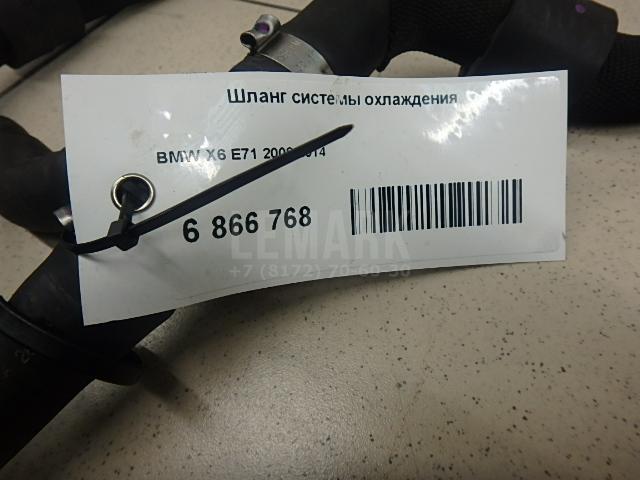 Шланг системы охлаждения
BMW X6 E71
6 866 768
LEMARK
+7 (8172) 70-60-30